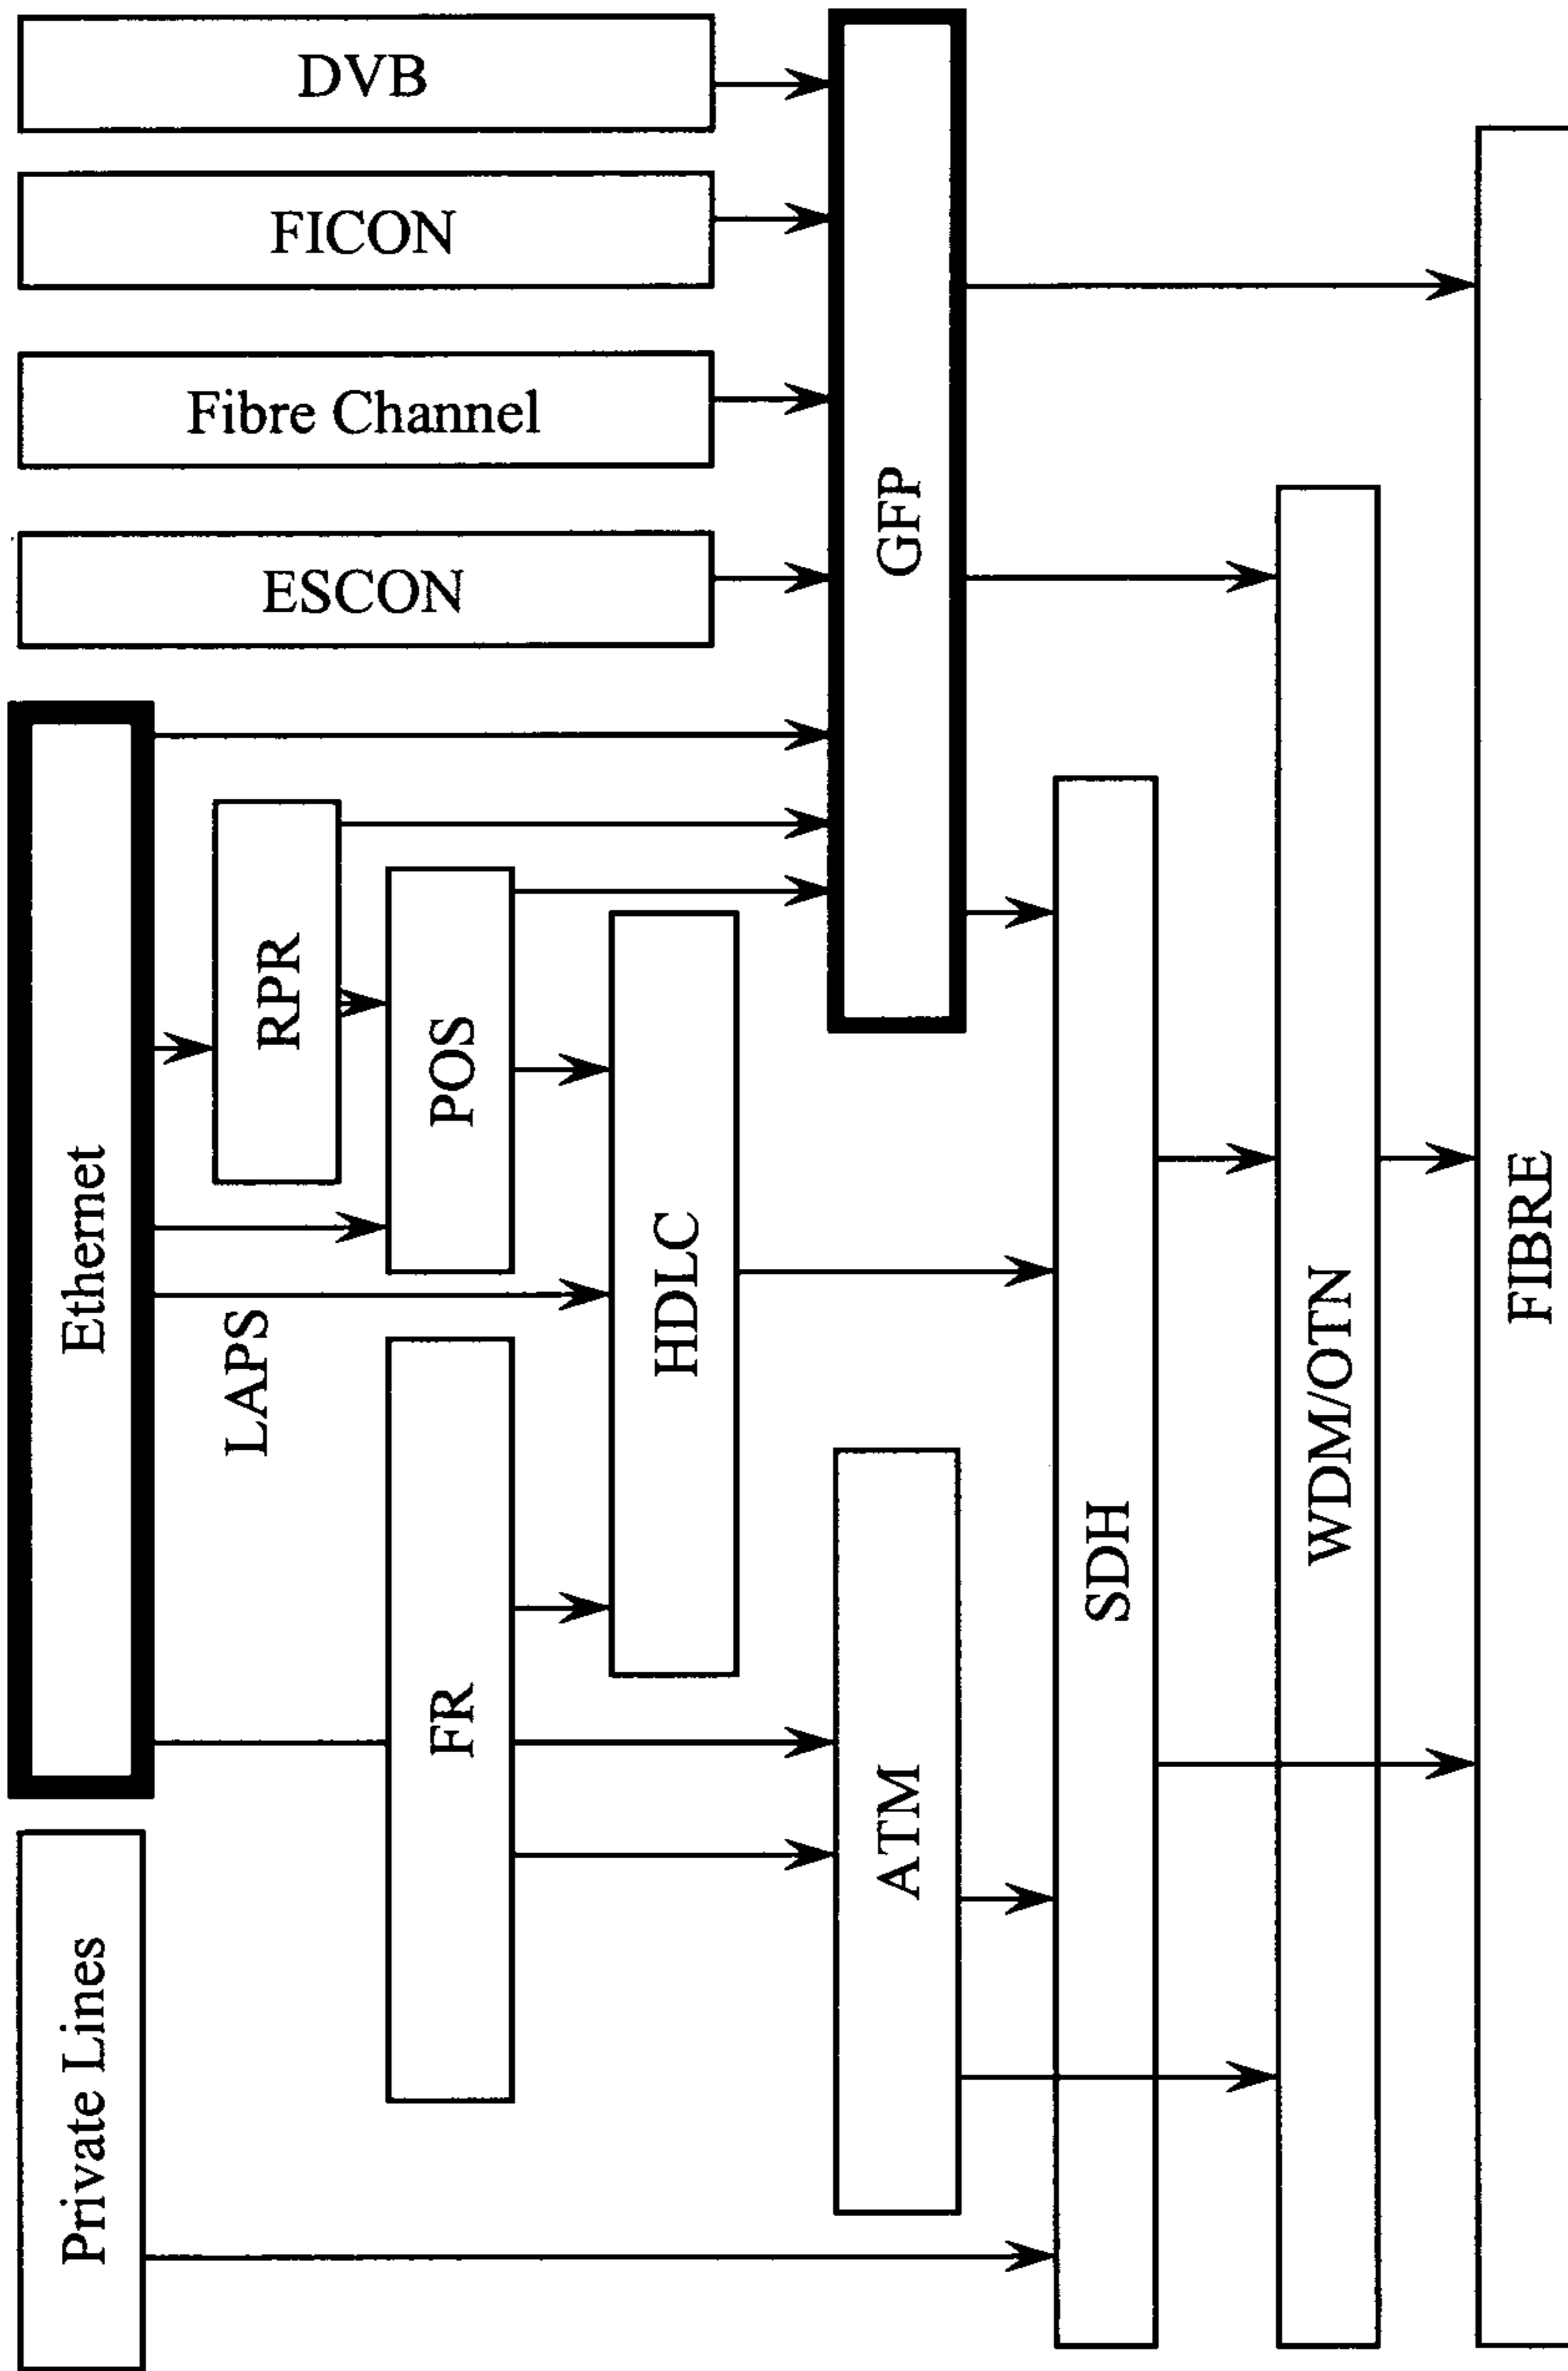 DVB
FICON
Fibre Channel
ESCON
Ethernet
Private Lines
RPR
LAPS
POS
FR
HDLC
GFP
ATM
SDH
WDM/OTN
FIBRE